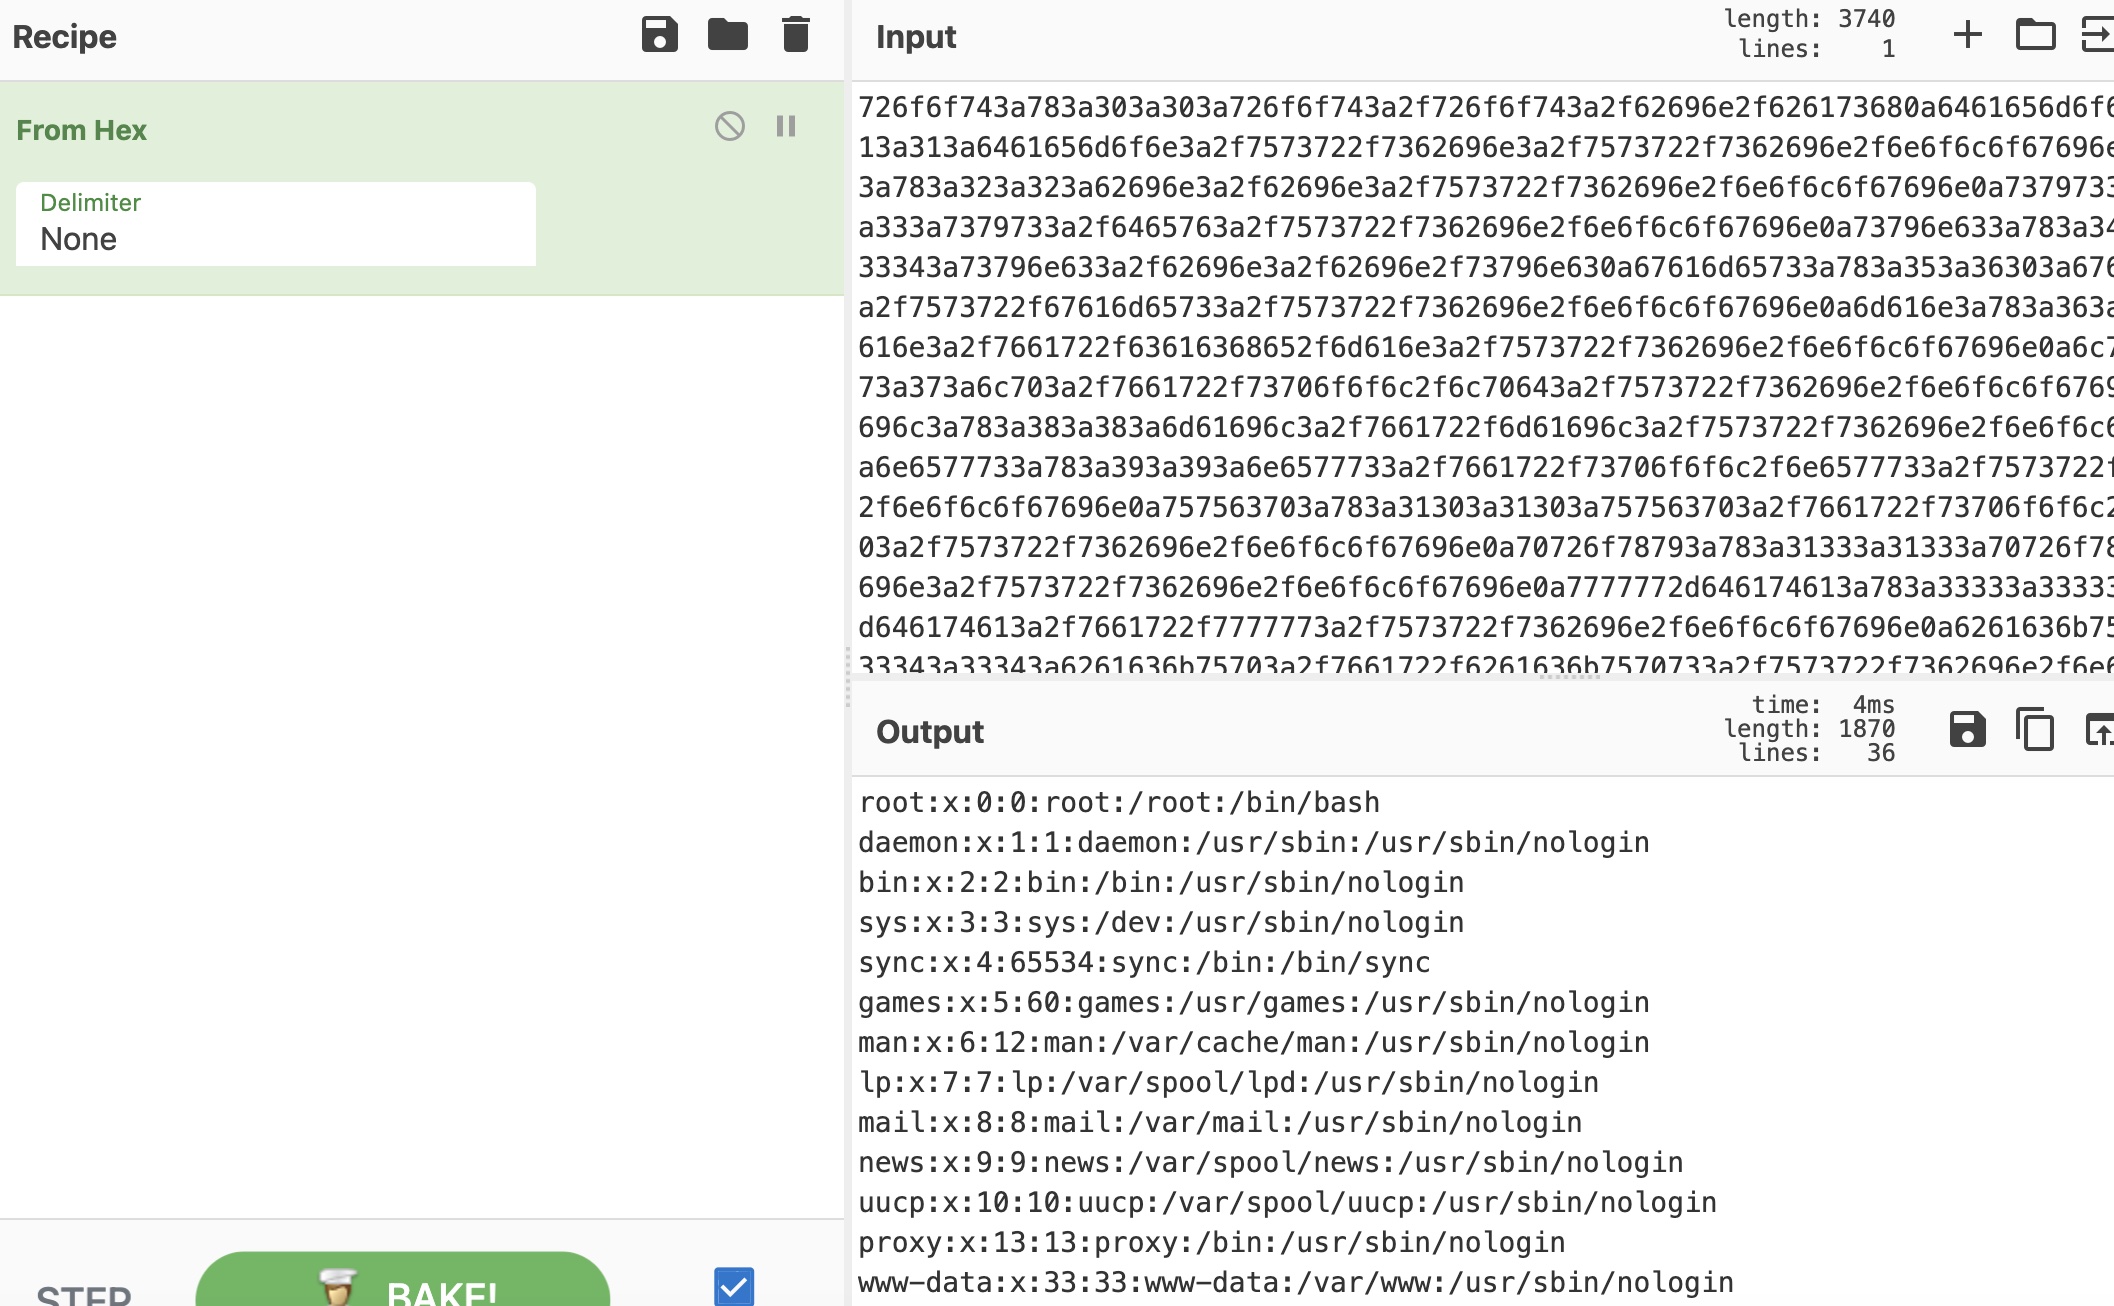 Recipe
From Hex
Delimiter
None
STEP
BAKE!
Input
length: 3740
lines: 1
726f6f743a783a303a303a726f6f743a2f726f6f743a2f62696e2f626173680a6461656d6f6
13a313a6461656d6f6e3a2f7573722f7362696e3a2f7573722f7362696e2f6e6f6c6f67696e
3a783a323a323a62696e3a2f62696e3a2f7573722f7362696e2f6e6f6c6f67696e0a7379733
a333a7379733a2f6465763a2f7573722f7362696e2f6e6f6c6f67696e0a73796e633a783a34
33343a73796e633a2f62696e3a2f62696e2f73796e630a67616d65733a783a353a36303a676
a2f7573722f67616d65733a2f7573722f7362696e2f6e6f6c6f67696e0a6d616e3a783a363a
616e3a2f7661722f63616368652f6d616e3a2f7573722f7362696e2f6e6f6c6f67696e0a6c7
73a373a6c703a2f7661722f73706f6f6c2f6c70643a2f7573722f7362696e2f6e6f6c6f6769
696c3a783a383a383a6d61696c3a2f7661722f6d61696c3a2f7573722f7362696e2f6e6f6c6
a6e6577733a783a393a393a6e6577733a2f7661722f73706f6f6c2f6e6577733a2f7573722f
2f6e6f6c6f67696e0a757563703a783a31303a31303a757563703a2f7661722f73706f6f6c2
03a2f7573722f7362696e2f6e6f6c6f67696e0a70726f78793a783a31333a31333a70726f78
696e3a2f7573722f7362696e2f6e6f6c6f67696e0a7777772d646174613a783a33333a33333
d646174613a2f7661722f7777773a2f7573722f7362696e2f6e6f6c6f67696e0a6261636b75
33343a33343a6261636b75703a2f7661722f6261636b7570733a2f7573722f7362696e2f6e6
Output
time: 4ms
length: 1870
lines: 36
root:x:0:0:root:/root:/bin/bash
daemon:x:1:1:daemon:/usr/sbin:/usr/sbin/nologin
bin:x:2:2:bin:/bin:/usr/sbin/nologin
sys:x:3:3:sys:/dev:/usr/sbin/nologin
sync:x:4:65534:sync:/bin:/bin/sync
games:x:5:60:games:/usr/games:/usr/sbin/nologin
man:x:6:12:man:/var/cache/man:/usr/sbin/nologin
lp:x:7:7:lp:/var/spool/lpd:/usr/sbin/nologin
mail:x:8:8:mail:/var/mail:/usr/sbin/nologin
news:x:9:9:news:/var/spool/news:/usr/sbin/nologin
uucp:x:10:10:uucp:/var/spool/uucp:/usr/sbin/nologin
proxy:x:13:13:proxy:/bin:/usr/sbin/nologin
www-data:x:33:33:www-data:/var/www:/usr/sbin/nologin